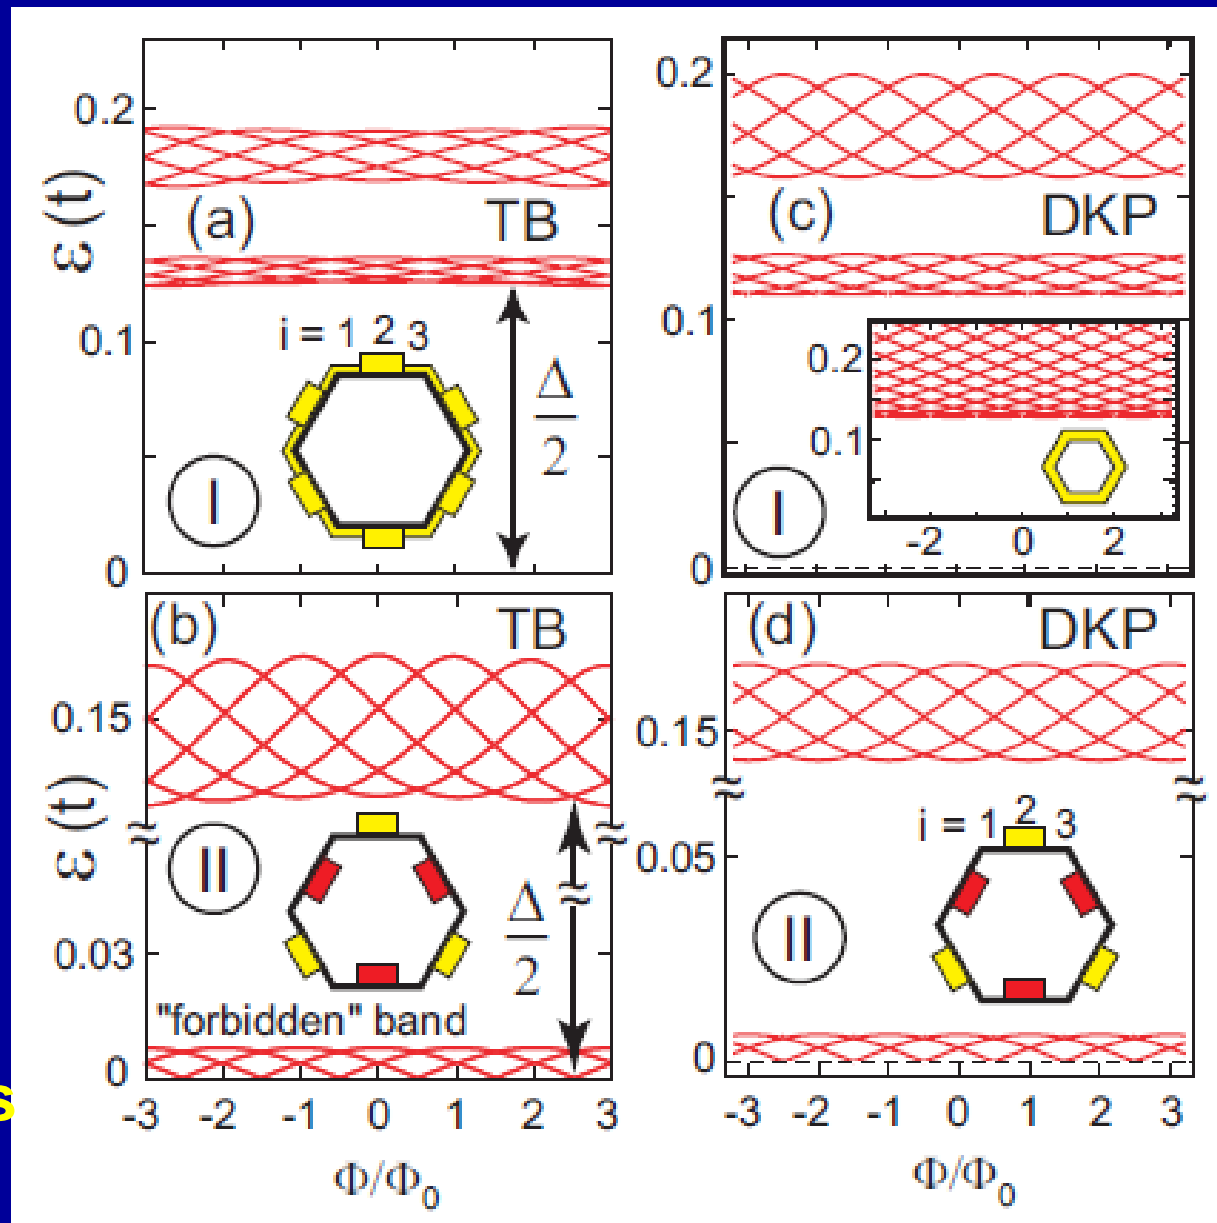 0.2
0.1
0
ε (t)
(a)
TB
i = 1 2 3
Δ
2
I
0.2
0.1
0
(c)
DKP
I
0.2
0.1
-2 0 2
(b)
TB
0.15
0.03
0
ε (t)
II
Δ
2
"forbidden" band
-3 -2 -1 0 1 2 3
Φ/Φ0
(d)
DKP
0.15
0.05
0
i = 1 2 3
II
-3 -2 -1 0 1 2 3
Φ/Φ0
s